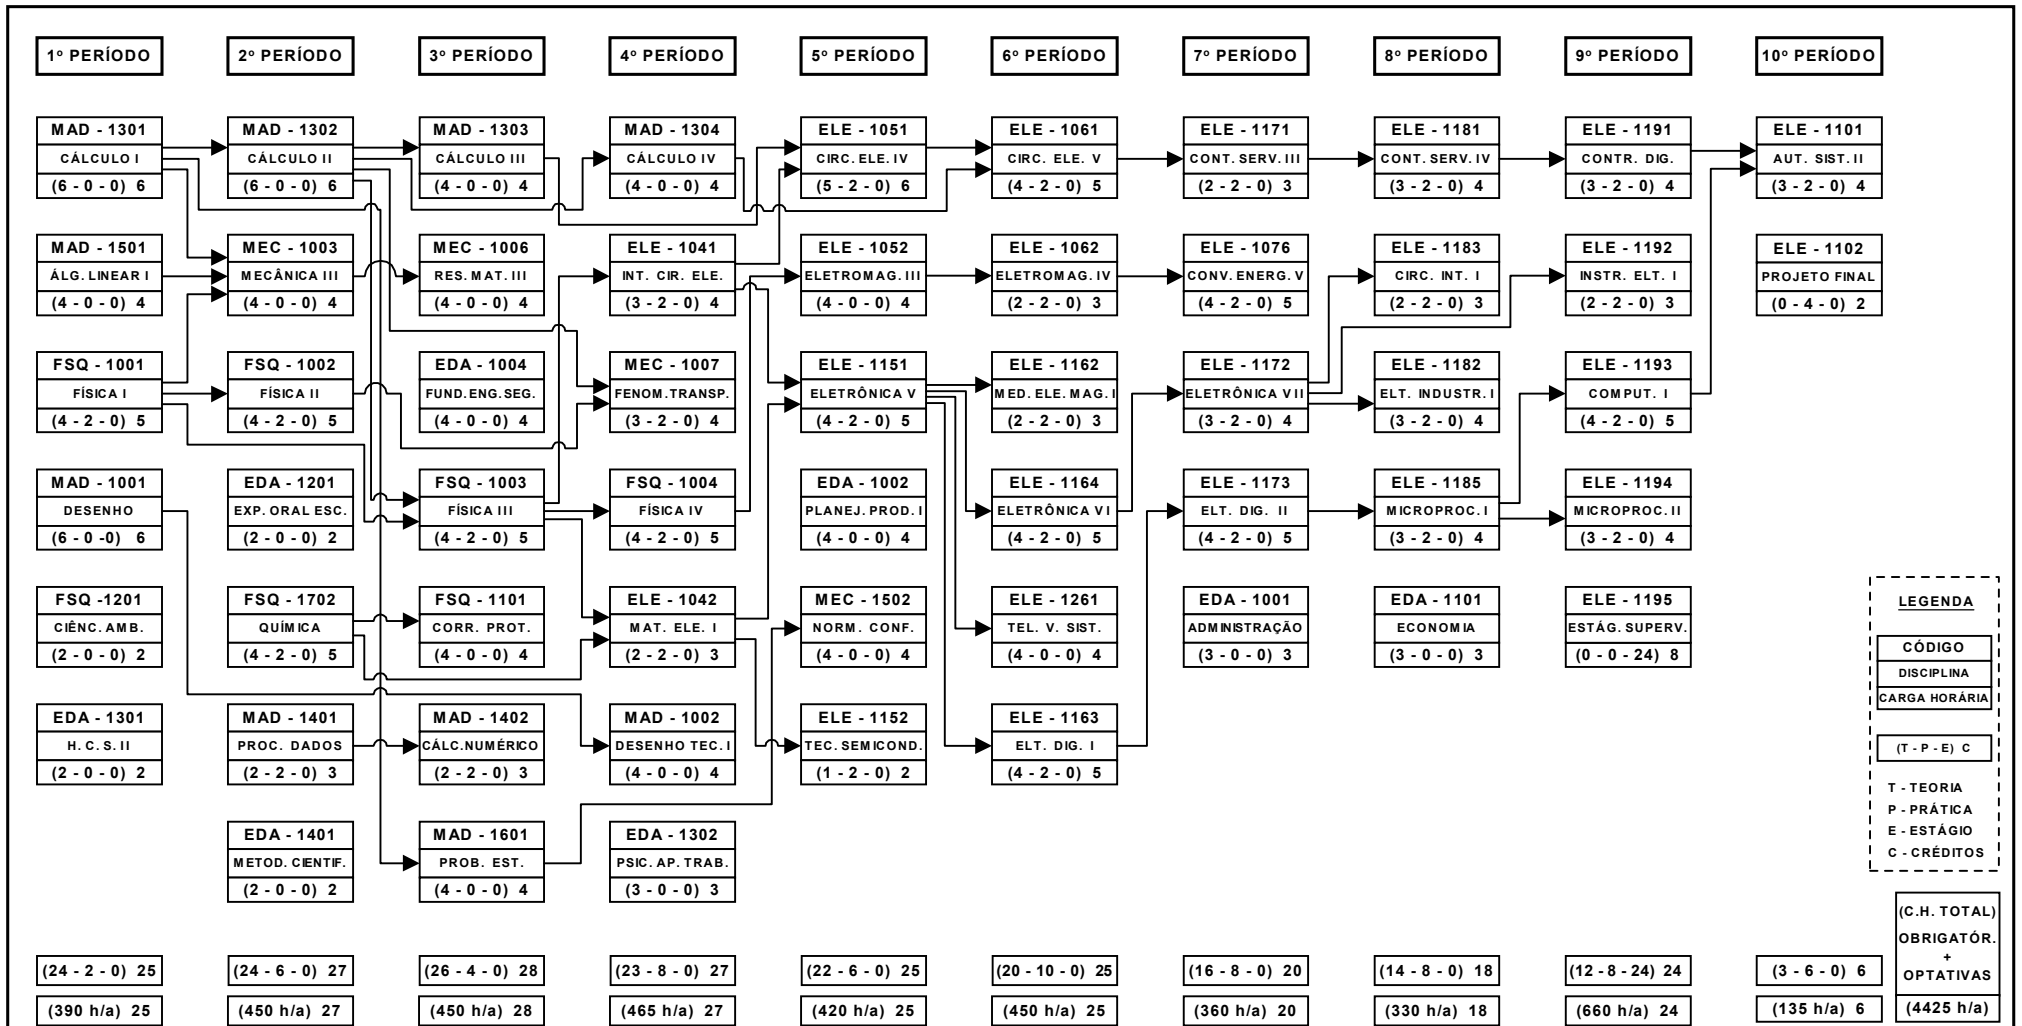 1º PERÍODO
2º PERÍODO
3º PERÍODO
4º PERÍODO
5º PERÍODO
6º PERÍODO
7º PERÍODO
8º PERÍODO
9º PERÍODO
10º PERÍODO
MAD - 1301
CÁLCULO I
(6 - 0 - 0) 6
MAD - 1302
CÁLCULO II
(6 - 0 - 0) 6
MAD - 1303
CÁLCULO III
(4 - 0 - 0) 4
MAD - 1304
CÁLCULO IV
(4 - 0 - 0) 4
ELE - 1051
CIRC. ELE. IV
(5 - 2 - 0) 6
ELE - 1061
CIRC. ELE. V
(4 - 2 - 0) 5
ELE - 1171
CONT. SERV. III
(2 - 2 - 0) 3
ELE - 1181
CONT. SERV. IV
(3 - 2 - 0) 4
ELE - 1191
CONTR. DIG.
(3 - 2 - 0) 4
ELE - 1101
AUT. SIST. II
(3 - 2 - 0) 4
MAD - 1501
ÁLG. LINEAR I
(4 - 0 - 0) 4
MEC - 1003
MECÂNICA III
(4 - 0 - 0) 4
MEC - 1006
RES. MAT. III
(4 - 0 - 0) 4
ELE - 1041
INT. CIR. ELE.
(3 - 2 - 0) 4
ELE - 1052
ELETROMAG. III
(4 - 0 - 0) 4
ELE - 1062
ELETROMAG. IV
(2 - 2 - 0) 3
ELE - 1076
CONV. ENERG. V
(4 - 2 - 0) 5
ELE - 1183
CIRC. INT. I
(2 - 2 - 0) 3
ELE - 1192
INSTR. ELT. I
(2 - 2 - 0) 3
ELE - 1102
PROJETO FINAL
(0 - 4 - 0) 2
FSQ - 1001
FÍSICA I
(4 - 2 - 0) 5
FSQ - 1002
FÍSICA II
(4 - 2 - 0) 5
EDA - 1004
FUND. ENG. SEG.
(4 - 0 - 0) 4
MEC - 1007
FENOM. TRANSP.
(3 - 2 - 0) 4
ELE - 1151
ELETRÔNICA V
(4 - 2 - 0) 5
ELE - 1162
MED. ELE. MAG. I
(2 - 2 - 0) 3
ELE - 1172
ELETRÔNICA VII
(3 - 2 - 0) 4
ELE - 1182
ELT. INDUSTR. I
(3 - 2 - 0) 4
ELE - 1193
COMPUT. I
(4 - 2 - 0) 5
MAD - 1001
DESENHO
(6 - 0 -0) 6
EDA - 1201
EXP. ORAL ESC.
(2 - 0 - 0) 2
FSQ - 1003
FÍSICA III
(4 - 2 - 0) 5
FSQ - 1004
FÍSICA IV
(4 - 2 - 0) 5
EDA - 1002
PLANEJ. PROD. I
(4 - 0 - 0) 4
ELE - 1164
ELETRÔNICA VI
(4 - 2 - 0) 5
ELE - 1173
ELT. DIG. II
(4 - 2 - 0) 5
ELE - 1185
MICROPROC. I
(3 - 2 - 0) 4
ELE - 1194
MICROPROC. II
(3 - 2 - 0) 4
FSQ -1201
CIÊNC. AMB.
(2 - 0 - 0) 2
FSQ - 1702
QUÍMICA
(4 - 2 - 0) 5
FSQ - 1101
CORR. PROT.
(4 - 0 - 0) 4
ELE - 1042
MAT. ELE. I
(2 - 2 - 0) 3
MEC - 1502
NORM. CONF.
(4 - 0 - 0) 4
ELE - 1261
TEL. V. SIST.
(4 - 0 - 0) 4
EDA - 1001
ADMINISTRAÇÃO
(3 - 0 - 0) 3
EDA - 1101
ECONOMIA
(3 - 0 - 0) 3
ELE - 1195
ESTÁG. SUPERV.
(0 - 0 - 24) 8
EDA - 1301
H. C. S. II
(2 - 0 - 0) 2
MAD - 1401
PROC. DADOS
(2 - 2 - 0) 3
MAD - 1402
CÁLC.NUMÉRICO
(2 - 2 - 0) 3
MAD - 1002
DESENHO TEC. I
(4 - 0 - 0) 4
ELE - 1152
TEC. SEMICOND.
(1 - 2 - 0) 2
ELE - 1163
ELT. DIG. I
(4 - 2 - 0) 5
EDA - 1401
METOD. CIENTIF.
(2 - 0 - 0) 2
MAD - 1601
PROB. EST.
(4 - 0 - 0) 4
EDA - 1302
PSIC. AP. TRAB.
(3 - 0 - 0) 3
LEGENDA
CÓDIGO
DISCIPLINA
CARGA HORÁRIA
(T - P - E) C
T - TEORIA
P - PRÁTICA
E - ESTÁGIO
C - CRÉDITOS
(C.H. TOTAL)
OBRIGATÓR.
+
OPTATIVAS
(4425 h/a)
(24 - 2 - 0) 25
(24 - 6 - 0) 27
(26 - 4 - 0) 28
(23 - 8 - 0) 27
(22 - 6 - 0) 25
(20 - 10 - 0) 25
(16 - 8 - 0) 20
(14 - 8 - 0) 18
(12 - 8 - 24) 24
(3 - 6 - 0) 6
(390 h/a) 25
(450 h/a) 27
(450 h/a) 28
(465 h/a) 27
(420 h/a) 25
(450 h/a) 25
(360 h/a) 20
(330 h/a) 18
(660 h/a) 24
(135 h/a) 6